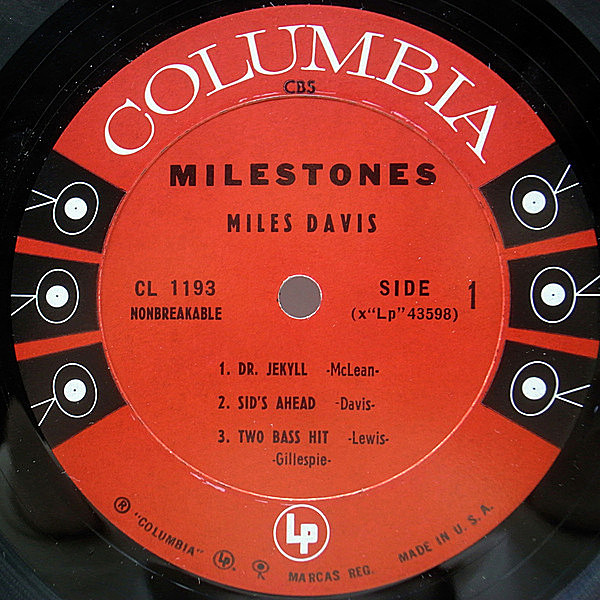 COLUMBIA
CBS
MILESTONES
MILES DAVIS
CL 1193
NONBREAKABLE
SIDE 1
(x"Lp"43598)
1. DR. JEKYLL -McLean-
2. SID'S AHEAD -Davis-
3. TWO BASS HIT -Lewis-
-Gillespie-
Lp
® "COLUMBIA" Lp. MARCAS REG. MADE IN U. S. A.